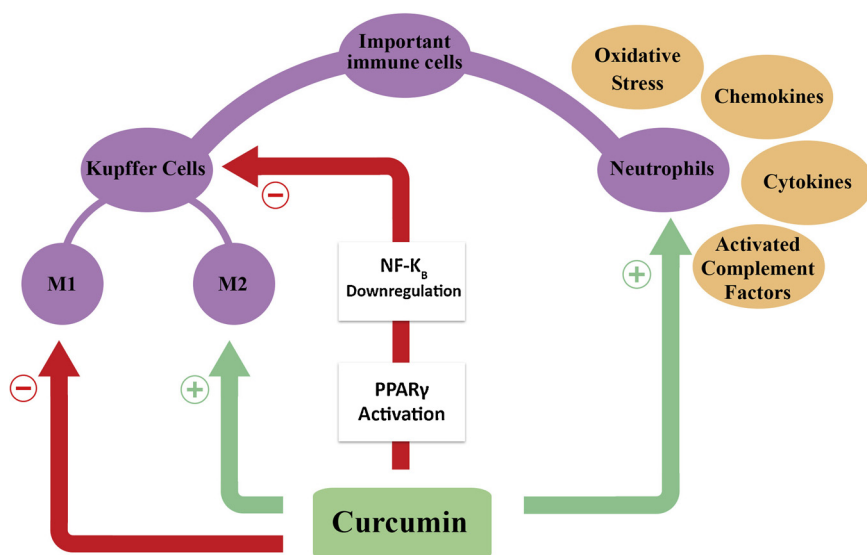 Important
immune cells
Oxidative
Stress
Chemokines
Kupffer Cells
Neutrophils
Cytokines
Activated
Complement
Factors
M1
M2
NF-K_B
Downregulation
PPARγ
Activation
Curcumin
−
−
+
+